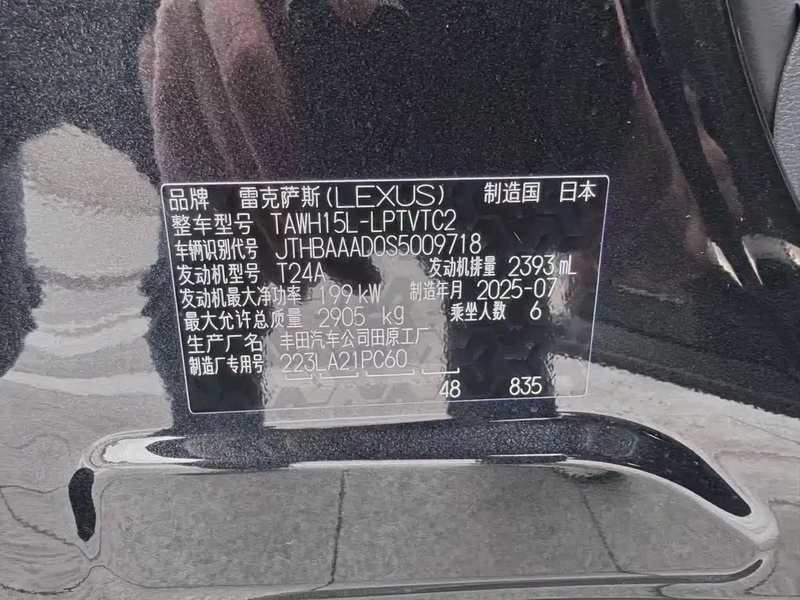 品牌 雷克萨斯(LEXUS) 制造国 日本
整车型号 TAWH15L-LPTVTC2
车辆识别代号 JTHBAAAD0S5009718
发动机型号 T24A 发动机排量 2393 mL
发动机最大净功率 199 kW 制造年月 2025-07
最大允许总质量 2905 kg 乘坐人数 6
生产厂名 丰田汽车公司田原工厂
制造厂专用号 223LA21PC60
48 835